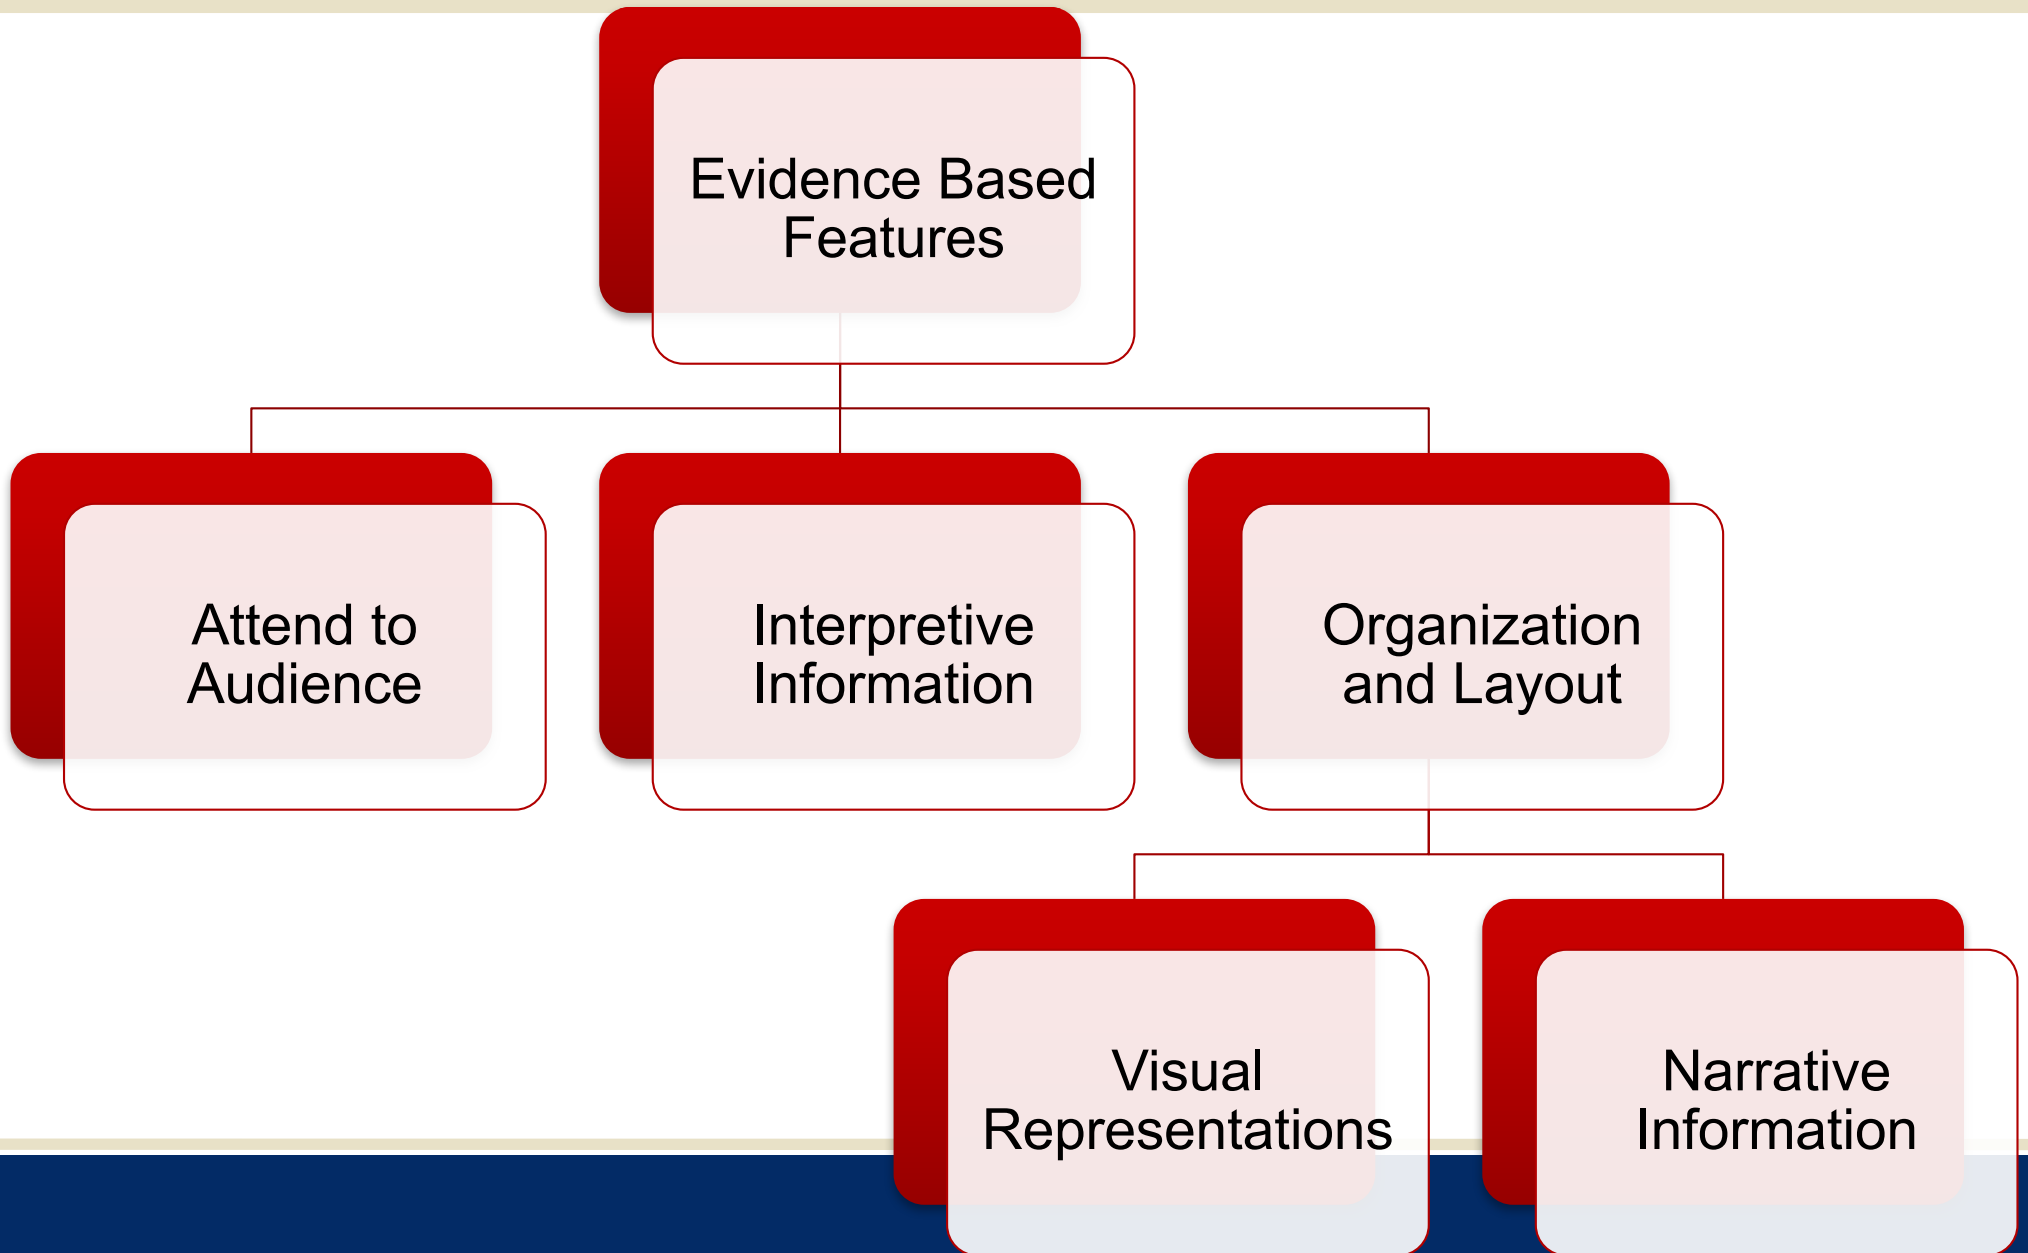 Evidence Based
Features
Attend to
Audience
Interpretive
Information
Organization
and Layout
Visual
Representations
Narrative
Information